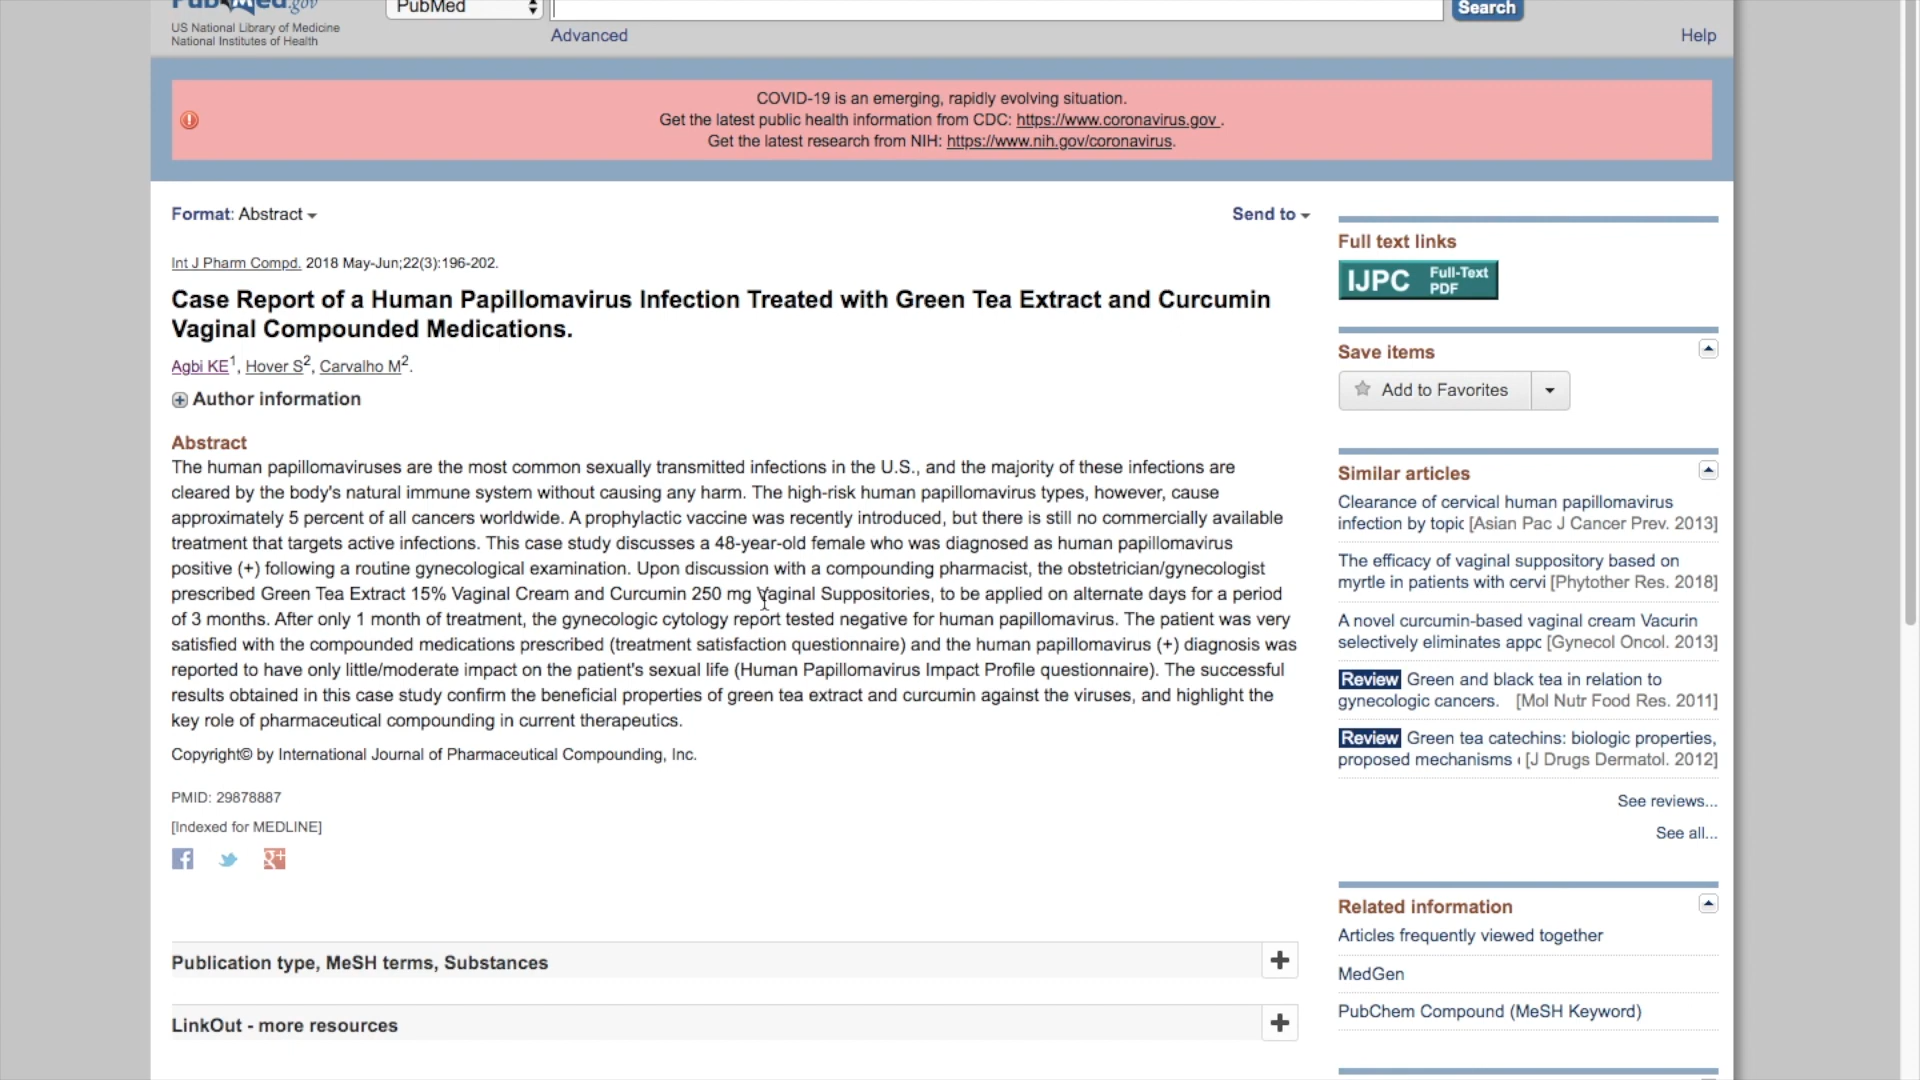 PubMed.gov
PubMed
Search
US National Library of Medicine
National Institutes of Health
Advanced
Help
COVID-19 is an emerging, rapidly evolving situation.
Get the latest public health information from CDC: https://www.coronavirus.gov .
Get the latest research from NIH: https://www.nih.gov/coronavirus.
Format: Abstract
Send to
Int J Pharm Compd. 2018 May-Jun;22(3):196-202.
Case Report of a Human Papillomavirus Infection Treated with Green Tea Extract and Curcumin
Vaginal Compounded Medications.
Agbi KE1, Hover S2, Carvalho M2.
Author information
Abstract
The human papillomaviruses are the most common sexually transmitted infections in the U.S., and the majority of these infections are
cleared by the body's natural immune system without causing any harm. The high-risk human papillomavirus types, however, cause
approximately 5 percent of all cancers worldwide. A prophylactic vaccine was recently introduced, but there is still no commercially available
treatment that targets active infections. This case study discusses a 48-year-old female who was diagnosed as human papillomavirus
positive (+) following a routine gynecological examination. Upon discussion with a compounding pharmacist, the obstetrician/gynecologist
prescribed Green Tea Extract 15% Vaginal Cream and Curcumin 250 mg Vaginal Suppositories, to be applied on alternate days for a period
of 3 months. After only 1 month of treatment, the gynecologic cytology report tested negative for human papillomavirus. The patient was very
satisfied with the compounded medications prescribed (treatment satisfaction questionnaire) and the human papillomavirus (+) diagnosis was
reported to have only little/moderate impact on the patient's sexual life (Human Papillomavirus Impact Profile questionnaire). The successful
results obtained in this case study confirm the beneficial properties of green tea extract and curcumin against the viruses, and highlight the
key role of pharmaceutical compounding in current therapeutics.
Copyright© by International Journal of Pharmaceutical Compounding, Inc.
PMID: 29878887
[Indexed for MEDLINE]
Publication type, MeSH terms, Substances
LinkOut - more resources
Full text links
IJPC Full-Text PDF
Save items
Add to Favorites
Similar articles
Clearance of cervical human papillomavirus
infection by topic [Asian Pac J Cancer Prev. 2013]
The efficacy of vaginal suppository based on
myrtle in patients with cervi [Phytother Res. 2018]
A novel curcumin-based vaginal cream Vacurin
selectively eliminates appc [Gynecol Oncol. 2013]
Review Green and black tea in relation to
gynecologic cancers. [Mol Nutr Food Res. 2011]
Review Green tea catechins: biologic properties,
proposed mechanisms [J Drugs Dermatol. 2012]
See reviews...
See all...
Related information
Articles frequently viewed together
MedGen
PubChem Compound (MeSH Keyword)